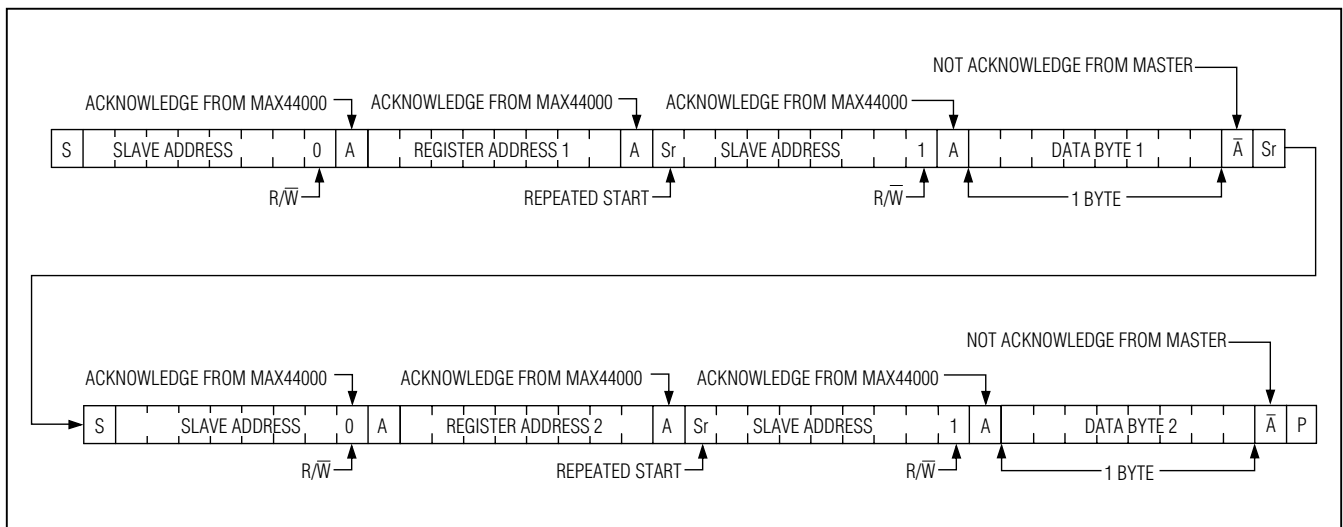 NOT ACKNOWLEDGE FROM MASTER
ACKNOWLEDGE FROM MAX44000 ACKNOWLEDGE FROM MAX44000 ACKNOWLEDGE FROM MAX44000
S SLAVE ADDRESS 0 A REGISTER ADDRESS 1 A Sr SLAVE ADDRESS 1 A DATA BYTE 1 A̅ Sr
R/W̅ REPEATED START R/W̅ 1 BYTE
NOT ACKNOWLEDGE FROM MASTER
ACKNOWLEDGE FROM MAX44000 ACKNOWLEDGE FROM MAX44000 ACKNOWLEDGE FROM MAX44000
S SLAVE ADDRESS 0 A REGISTER ADDRESS 2 A Sr SLAVE ADDRESS 1 A DATA BYTE 2 A̅ P
R/W̅ REPEATED START R/W̅ 1 BYTE